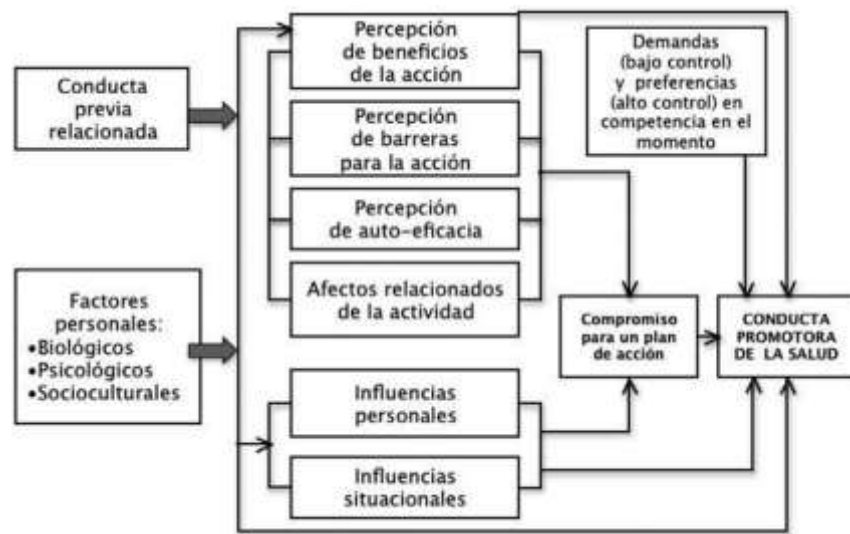 Conducta
previa
relacionada
Factores
personales:
•Biológicos
•Psicológicos
•Socioculturales
Percepción
de beneficios
de la acción
Percepción
de barreras
para la acción
Percepción
de auto-eficacia
Afectos relacionados
de la actividad
Influencias
personales
Influencias
situacionales
Demandas
(bajo control)
y preferencias
(alto control) en
competencia en el
momento
Compromiso
para un plan
de acción
CONDUCTA
PROMOTORA
DE LA SALUD